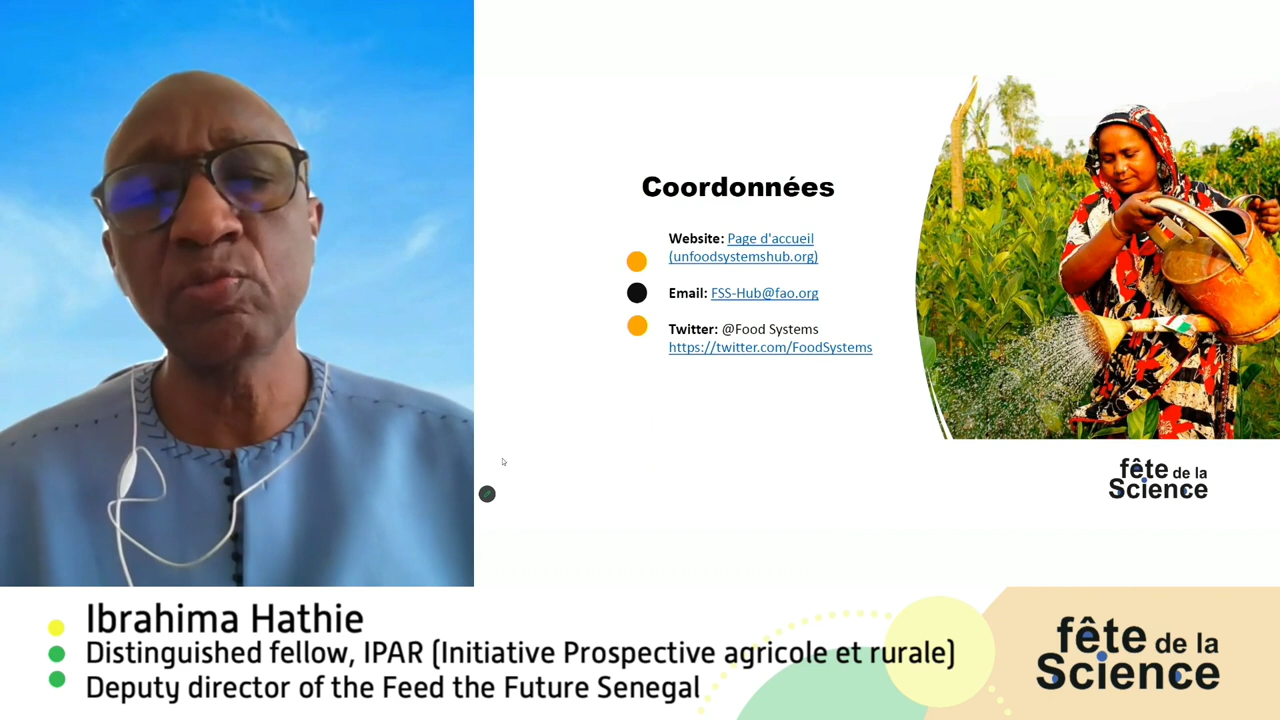 Coordonnées
Website: Page d'accueil
(unfoodsystemshub.org)
Email: FSS-Hub@fao.org
Twitter: @Food Systems
https://twitter.com/FoodSystems
fête de la
Science
Ibrahima Hathie
Distinguished fellow, IPAR (Initiative Prospective agricole et rurale)
Deputy director of the Feed the Future Senegal
fête de la
Science